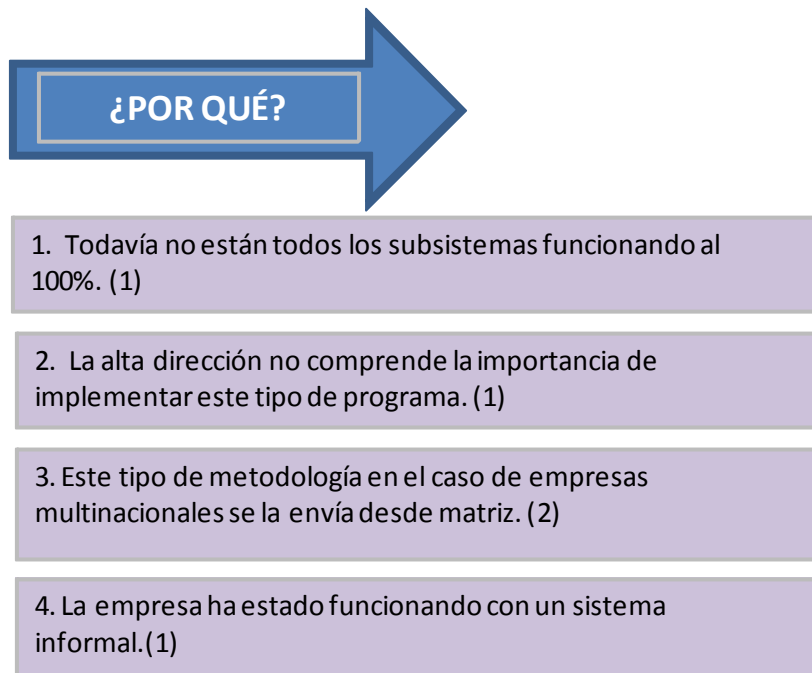 ¿POR QUÉ?
1. Todavía no están todos los subsistemas funcionando al
100%. (1)
2. La alta dirección no comprende la importancia de
implementar este tipo de programa. (1)
3. Este tipo de metodología en el caso de empresas
multinacionales se la envía desde matriz. (2)
4. La empresa ha estado funcionando con un sistema
informal.(1)